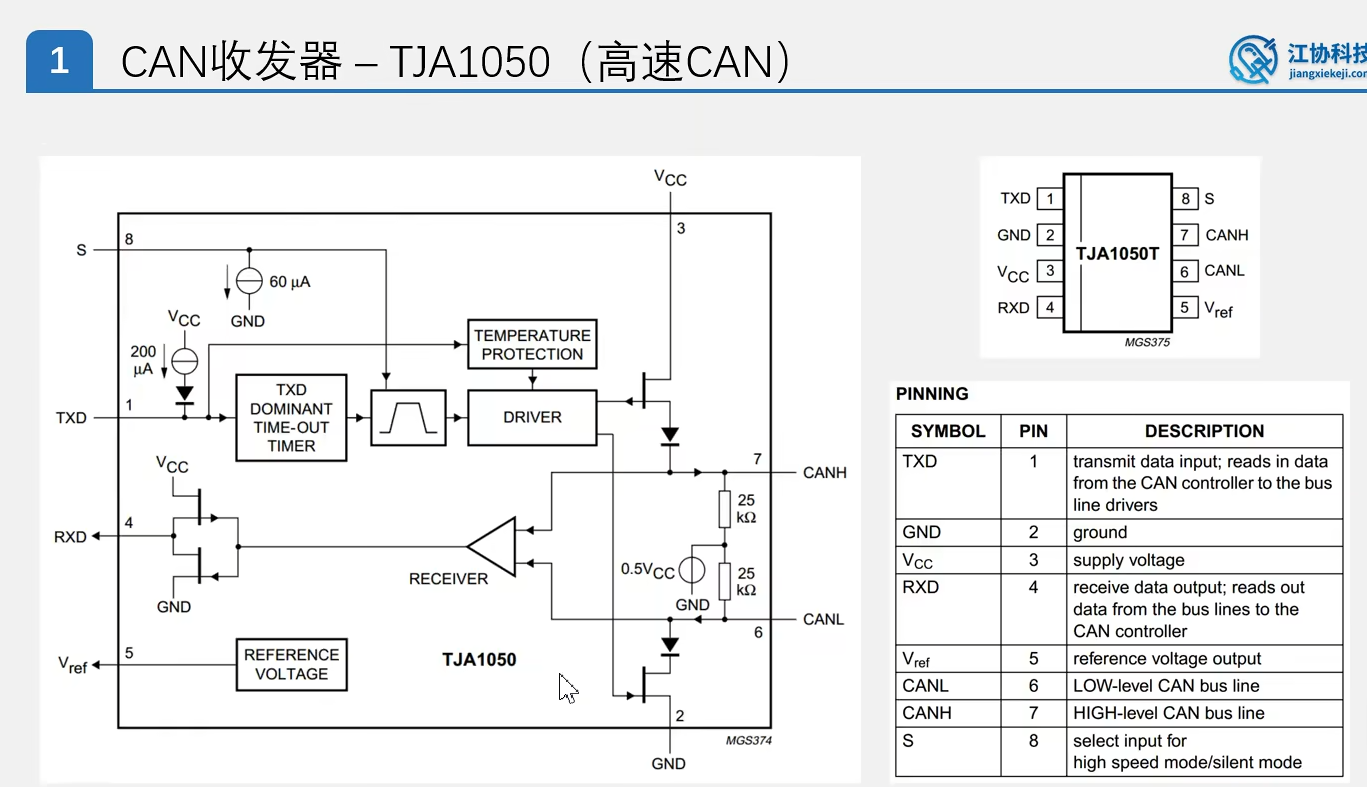 1
CAN收发器 – TJA1050（高速CAN）
江协科技
jiangxiekeji.com
VCC
3
S
8
60 µA
GND
VCC
200
µA
TEMPERATURE
PROTECTION
TXD
1
TXD
DOMINANT
TIME-OUT
TIMER
DRIVER
VCC
7
CANH
RXD
4
25
kΩ
RECEIVER
0.5VCC
25
kΩ
GND
GND
CANL
6
Vref
5
REFERENCE
VOLTAGE
TJA1050
2
MGS374
GND
TXD 1
GND 2
VCC 3
RXD 4
TJA1050T
8 S
7 CANH
6 CANL
5 Vref
MGS375
PINNING
SYMBOL PIN DESCRIPTION
TXD 1 transmit data input; reads in data
from the CAN controller to the bus
line drivers
GND 2 ground
VCC 3 supply voltage
RXD 4 receive data output; reads out
data from the bus lines to the
CAN controller
Vref 5 reference voltage output
CANL 6 LOW-level CAN bus line
CANH 7 HIGH-level CAN bus line
S 8 select input for
high speed mode/silent mode